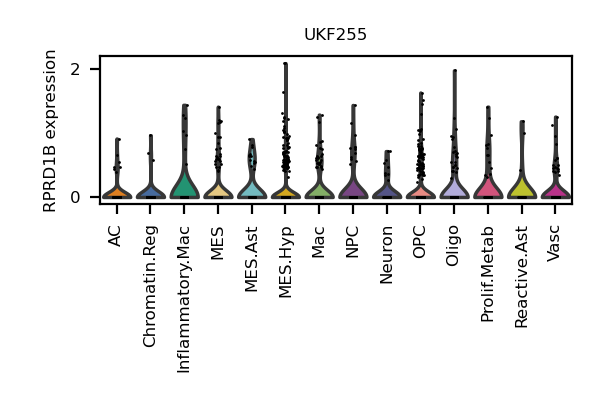 UKF255
RPRD1B expression
2
0
AC
Chromatin.Reg
Inflammatory.Mac
MES
MES.Ast
MES.Hyp
Mac
NPC
Neuron
OPC
Oligo
Prolif.Metab
Reactive.Ast
Vasc